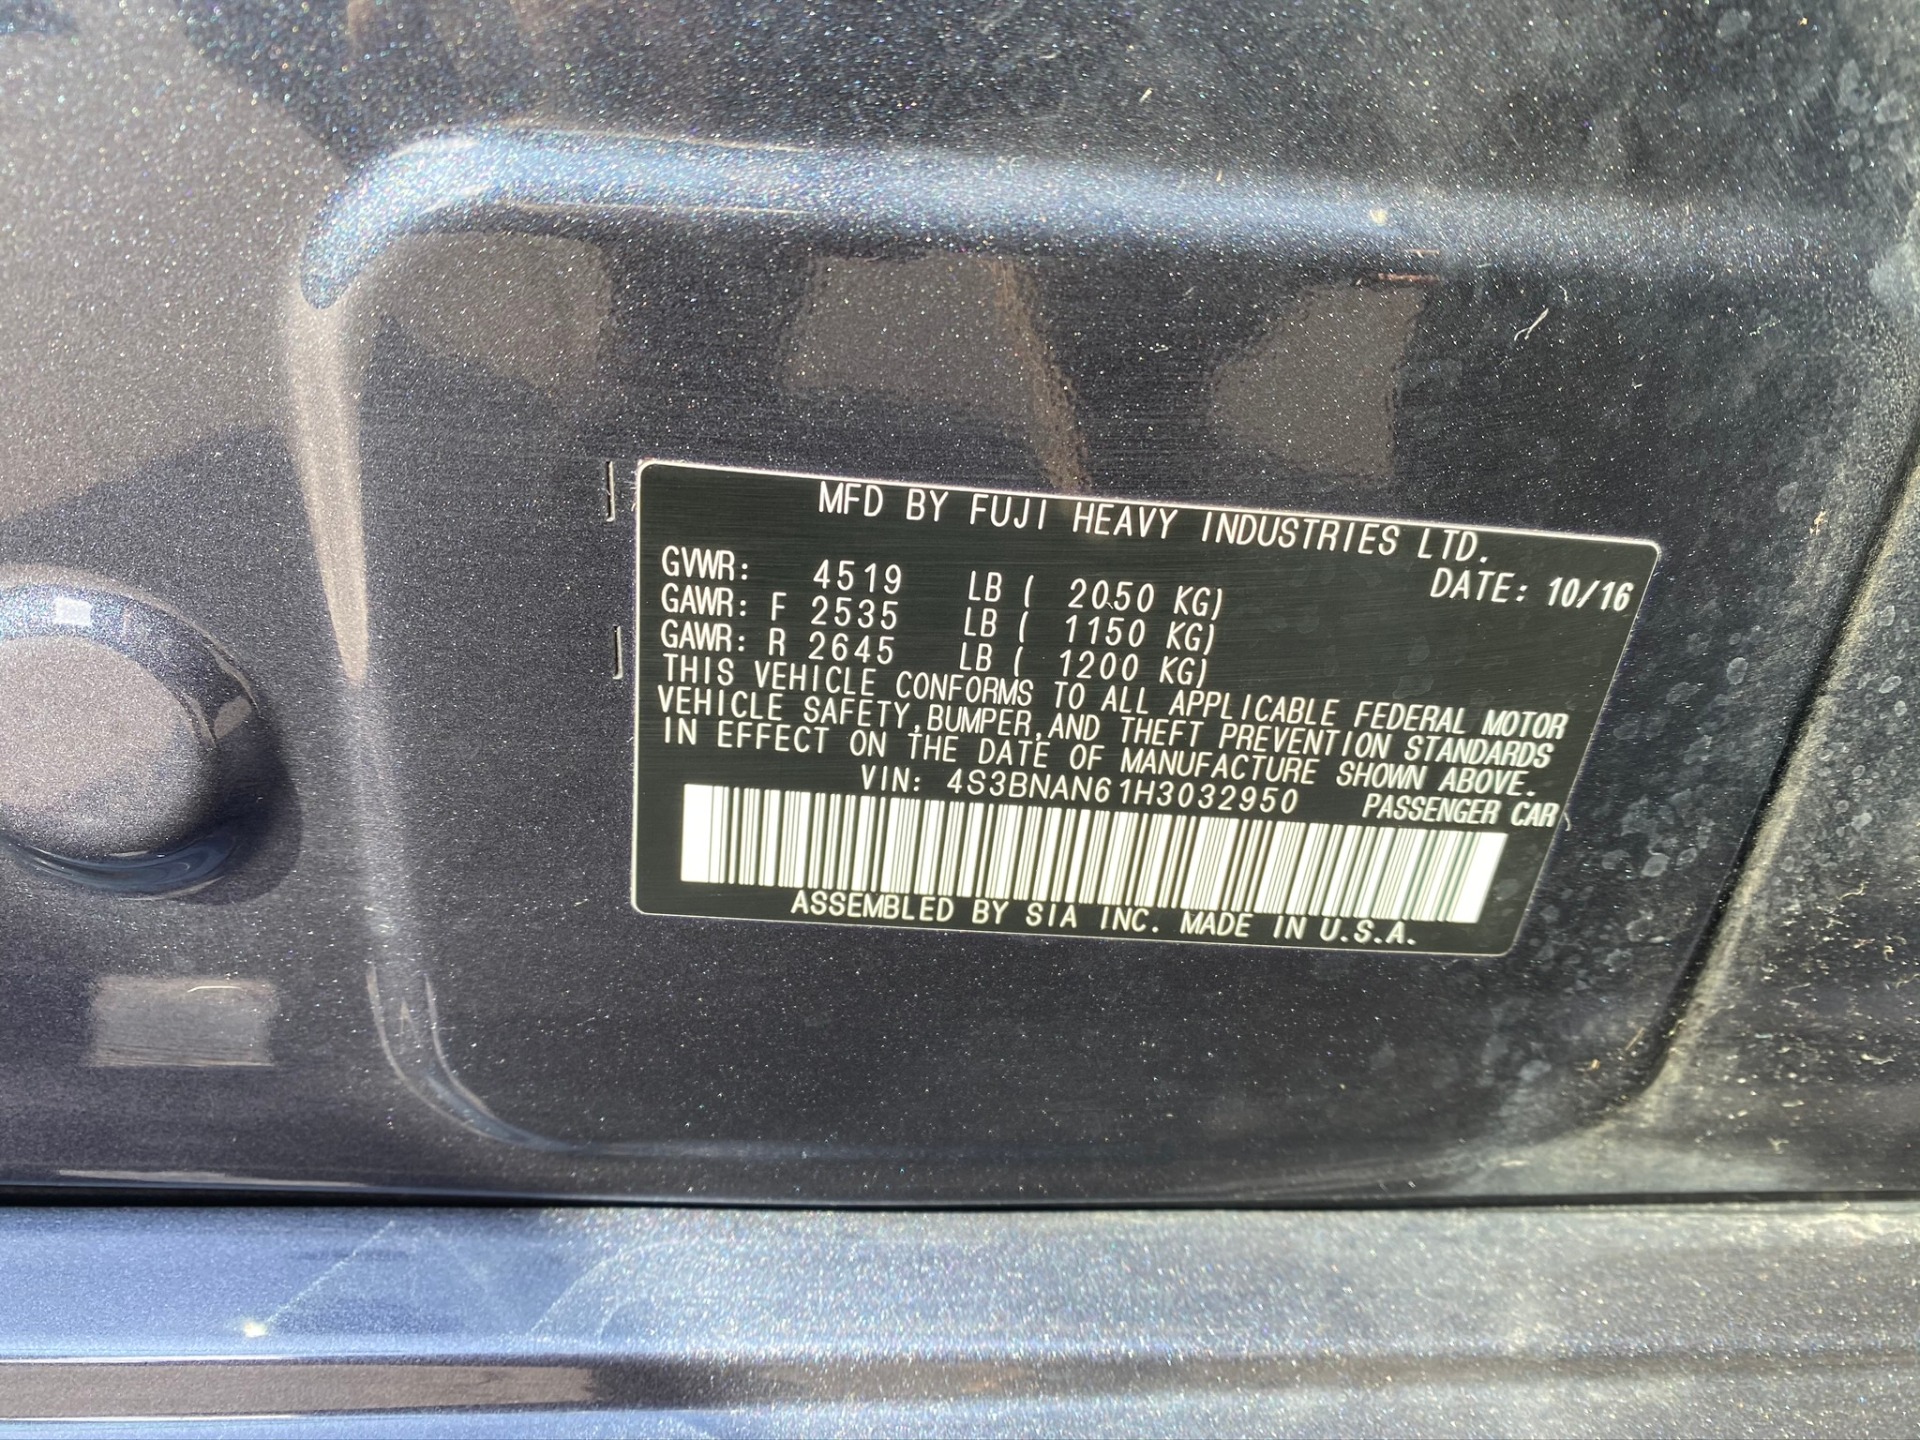 MFD BY FUJI HEAVY INDUSTRIES LTD.
DATE: 10/16
GVWR: 4519 LB ( 2050 KG)
GAWR: F 2535 LB ( 1150 KG)
GAWR: R 2645 LB ( 1200 KG)
THIS VEHICLE CONFORMS TO ALL APPLICABLE FEDERAL MOTOR
VEHICLE SAFETY, BUMPER, AND THEFT PREVENTION STANDARDS
IN EFFECT ON THE DATE OF MANUFACTURE SHOWN ABOVE.
VIN: 4S3BNAN61H3032950 PASSENGER CAR
ASSEMBLED BY SIA INC. MADE IN U.S.A.